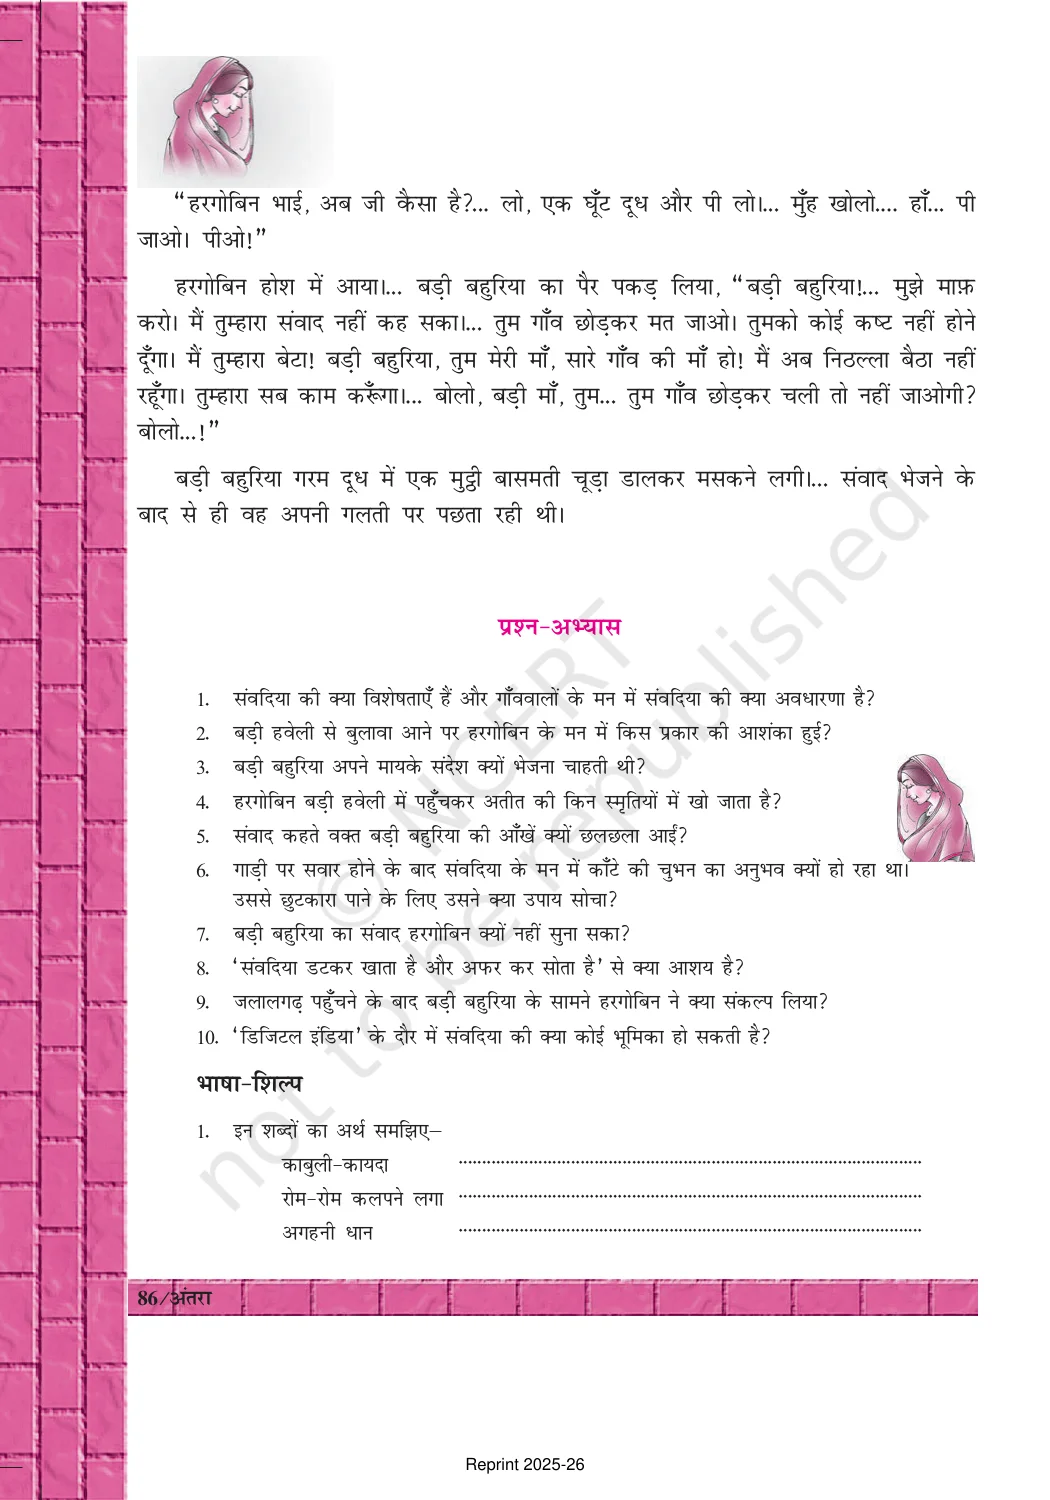 “हरगोबिन भाई, अब जी कैसा है?... लो, एक घूँट दूध और पी लो।... मुँह खोलो.... हाँ... पी
जाओ। पीओ!”
हरगोबिन होश में आया।... बड़ी बहुरिया का पैर पकड़ लिया, “बड़ी बहुरिया!... मुझे माफ़
करो। मैं तुम्हारा संवाद नहीं कह सका।... तुम गाँव छोड़कर मत जाओ। तुमको कोई कष्ट नहीं होने
दूँगा। मैं तुम्हारा बेटा! बड़ी बहुरिया, तुम मेरी माँ, सारे गाँव की माँ हो! मैं अब निठल्ला बैठा नहीं
रहूँगा। तुम्हारा सब काम करूँगा।... बोलो, बड़ी माँ, तुम... तुम गाँव छोड़कर चली तो नहीं जाओगी?
बोलो...!”
बड़ी बहुरिया गरम दूध में एक मुट्ठी बासमती चूड़ा डालकर मसकने लगी।... संवाद भेजने के
बाद से ही वह अपनी गलती पर पछता रही थी।
प्रश्न-अभ्यास
1. संवदिया की क्या विशेषताएँ हैं और गाँववालों के मन में संवदिया की क्या अवधारणा है?
2. बड़ी हवेली से बुलावा आने पर हरगोबिन के मन में किस प्रकार की आशंका हुई?
3. बड़ी बहुरिया अपने मायके संदेश क्यों भेजना चाहती थी?
4. हरगोबिन बड़ी हवेली में पहुँचकर अतीत की किन स्मृतियों में खो जाता है?
5. संवाद कहते वक्त बड़ी बहुरिया की आँखें क्यों छलछला आईं?
6. गाड़ी पर सवार होने के बाद संवदिया के मन में काँटे की चुभन का अनुभव क्यों हो रहा था।
उससे छुटकारा पाने के लिए उसने क्या उपाय सोचा?
7. बड़ी बहुरिया का संवाद हरगोबिन क्यों नहीं सुना सका?
8. ‘संवदिया डटकर खाता है और अफर कर सोता है’ से क्या आशय है?
9. जलालगढ़ पहुँचने के बाद बड़ी बहुरिया के सामने हरगोबिन ने क्या संकल्प लिया?
10. ‘डिजिटल इंडिया’ के दौर में संवदिया की क्या कोई भूमिका हो सकती है?
भाषा-शिल्प
1. इन शब्दों का अर्थ समझिए–
काबुली-कायदा ....................................................................................................
रोम-रोम कलपने लगा ....................................................................................................
अगहनी धान ....................................................................................................
86/अंतरा
Reprint 2025-26
© NCERT
not to be republished